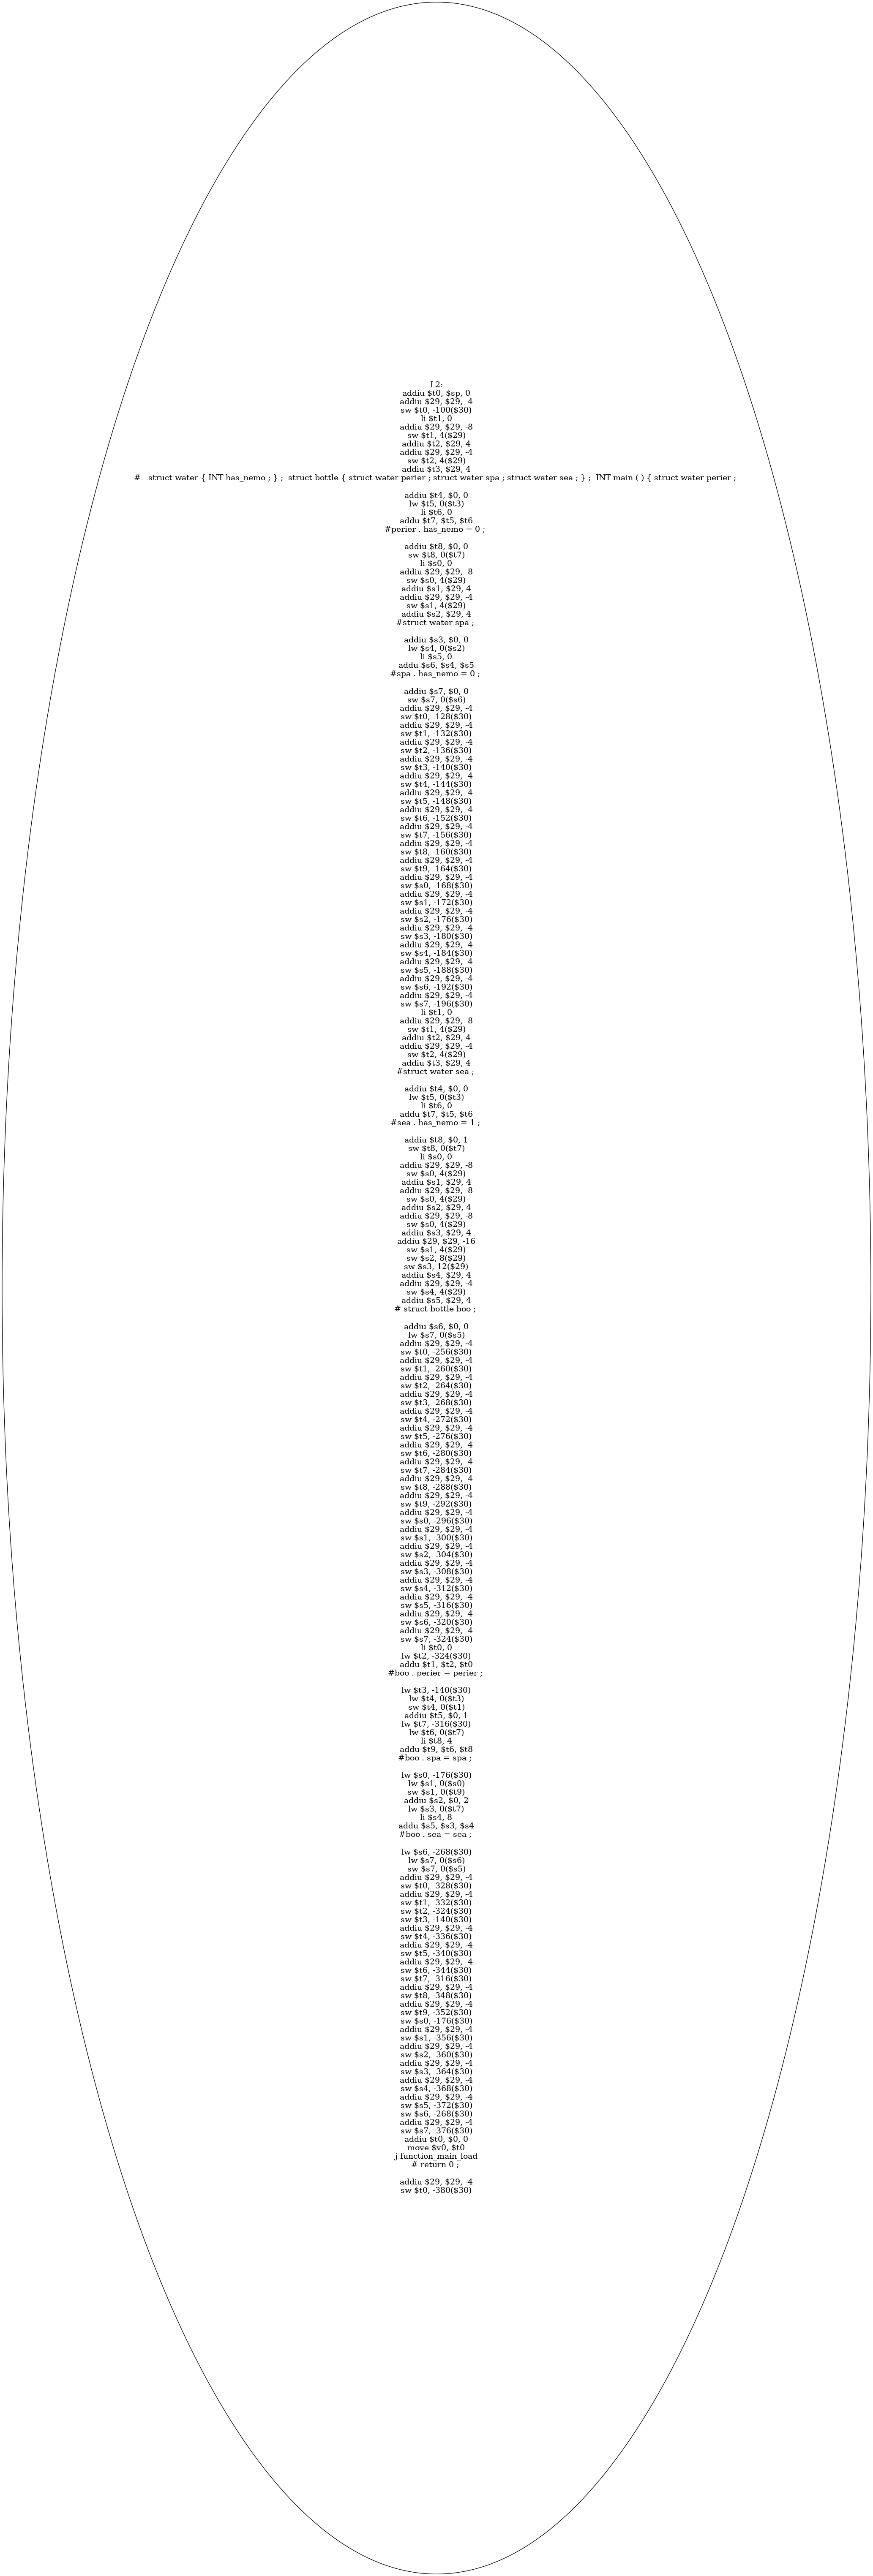 L2:
addiu $t0, $sp, 0
addiu $29, $29, -4
sw $t0, -100($30)
li $t1, 0
addiu $29, $29, -8
sw $t1, 4($29)
addiu $t2, $29, 4
addiu $29, $29, -4
sw $t2, 4($29)
addiu $t3, $29, 4
#   struct water { INT has_nemo ; } ;  struct bottle { struct water perier ; struct water spa ; struct water sea ; } ;  INT main ( ) { struct water perier ;
addiu $t4, $0, 0
lw $t5, 0($t3)
li $t6, 0
addu $t7, $t5, $t6
#perier . has_nemo = 0 ;
addiu $t8, $0, 0
sw $t8, 0($t7)
li $s0, 0
addiu $29, $29, -8
sw $s0, 4($29)
addiu $s1, $29, 4
addiu $29, $29, -4
sw $s1, 4($29)
addiu $s2, $29, 4
#struct water spa ;
addiu $s3, $0, 0
lw $s4, 0($s2)
li $s5, 0
addu $s6, $s4, $s5
#spa . has_nemo = 0 ;
addiu $s7, $0, 0
sw $s7, 0($s6)
addiu $29, $29, -4
sw $t0, -128($30)
addiu $29, $29, -4
sw $t1, -132($30)
addiu $29, $29, -4
sw $t2, -136($30)
addiu $29, $29, -4
sw $t3, -140($30)
addiu $29, $29, -4
sw $t4, -144($30)
addiu $29, $29, -4
sw $t5, -148($30)
addiu $29, $29, -4
sw $t6, -152($30)
addiu $29, $29, -4
sw $t7, -156($30)
addiu $29, $29, -4
sw $t8, -160($30)
addiu $29, $29, -4
sw $t9, -164($30)
addiu $29, $29, -4
sw $s0, -168($30)
addiu $29, $29, -4
sw $s1, -172($30)
addiu $29, $29, -4
sw $s2, -176($30)
addiu $29, $29, -4
sw $s3, -180($30)
addiu $29, $29, -4
sw $s4, -184($30)
addiu $29, $29, -4
sw $s5, -188($30)
addiu $29, $29, -4
sw $s6, -192($30)
addiu $29, $29, -4
sw $s7, -196($30)
li $t1, 0
addiu $29, $29, -8
sw $t1, 4($29)
addiu $t2, $29, 4
addiu $29, $29, -4
sw $t2, 4($29)
addiu $t3, $29, 4
#struct water sea ;
addiu $t4, $0, 0
lw $t5, 0($t3)
li $t6, 0
addu $t7, $t5, $t6
#sea . has_nemo = 1 ;
addiu $t8, $0, 1
sw $t8, 0($t7)
li $s0, 0
addiu $29, $29, -8
sw $s0, 4($29)
addiu $s1, $29, 4
addiu $29, $29, -8
sw $s0, 4($29)
addiu $s2, $29, 4
addiu $29, $29, -8
sw $s0, 4($29)
addiu $s3, $29, 4
addiu $29, $29, -16
sw $s1, 4($29)
sw $s2, 8($29)
sw $s3, 12($29)
addiu $s4, $29, 4
addiu $29, $29, -4
sw $s4, 4($29)
addiu $s5, $29, 4
# struct bottle boo ;
addiu $s6, $0, 0
lw $s7, 0($s5)
addiu $29, $29, -4
sw $t0, -256($30)
addiu $29, $29, -4
sw $t1, -260($30)
addiu $29, $29, -4
sw $t2, -264($30)
addiu $29, $29, -4
sw $t3, -268($30)
addiu $29, $29, -4
sw $t4, -272($30)
addiu $29, $29, -4
sw $t5, -276($30)
addiu $29, $29, -4
sw $t6, -280($30)
addiu $29, $29, -4
sw $t7, -284($30)
addiu $29, $29, -4
sw $t8, -288($30)
addiu $29, $29, -4
sw $t9, -292($30)
addiu $29, $29, -4
sw $s0, -296($30)
addiu $29, $29, -4
sw $s1, -300($30)
addiu $29, $29, -4
sw $s2, -304($30)
addiu $29, $29, -4
sw $s3, -308($30)
addiu $29, $29, -4
sw $s4, -312($30)
addiu $29, $29, -4
sw $s5, -316($30)
addiu $29, $29, -4
sw $s6, -320($30)
addiu $29, $29, -4
sw $s7, -324($30)
li $t0, 0
lw $t2, -324($30)
addu $t1, $t2, $t0
#boo . perier = perier ;
lw $t3, -140($30)
lw $t4, 0($t3)
sw $t4, 0($t1)
addiu $t5, $0, 1
lw $t7, -316($30)
lw $t6, 0($t7)
li $t8, 4
addu $t9, $t6, $t8
#boo . spa = spa ;
lw $s0, -176($30)
lw $s1, 0($s0)
sw $s1, 0($t9)
addiu $s2, $0, 2
lw $s3, 0($t7)
li $s4, 8
addu $s5, $s3, $s4
#boo . sea = sea ;
lw $s6, -268($30)
lw $s7, 0($s6)
sw $s7, 0($s5)
addiu $29, $29, -4
sw $t0, -328($30)
addiu $29, $29, -4
sw $t1, -332($30)
sw $t2, -324($30)
sw $t3, -140($30)
addiu $29, $29, -4
sw $t4, -336($30)
addiu $29, $29, -4
sw $t5, -340($30)
addiu $29, $29, -4
sw $t6, -344($30)
sw $t7, -316($30)
addiu $29, $29, -4
sw $t8, -348($30)
addiu $29, $29, -4
sw $t9, -352($30)
sw $s0, -176($30)
addiu $29, $29, -4
sw $s1, -356($30)
addiu $29, $29, -4
sw $s2, -360($30)
addiu $29, $29, -4
sw $s3, -364($30)
addiu $29, $29, -4
sw $s4, -368($30)
addiu $29, $29, -4
sw $s5, -372($30)
sw $s6, -268($30)
addiu $29, $29, -4
sw $s7, -376($30)
addiu $t0, $0, 0
move $v0, $t0
j function_main_load
# return 0 ;
addiu $29, $29, -4
sw $t0, -380($30)